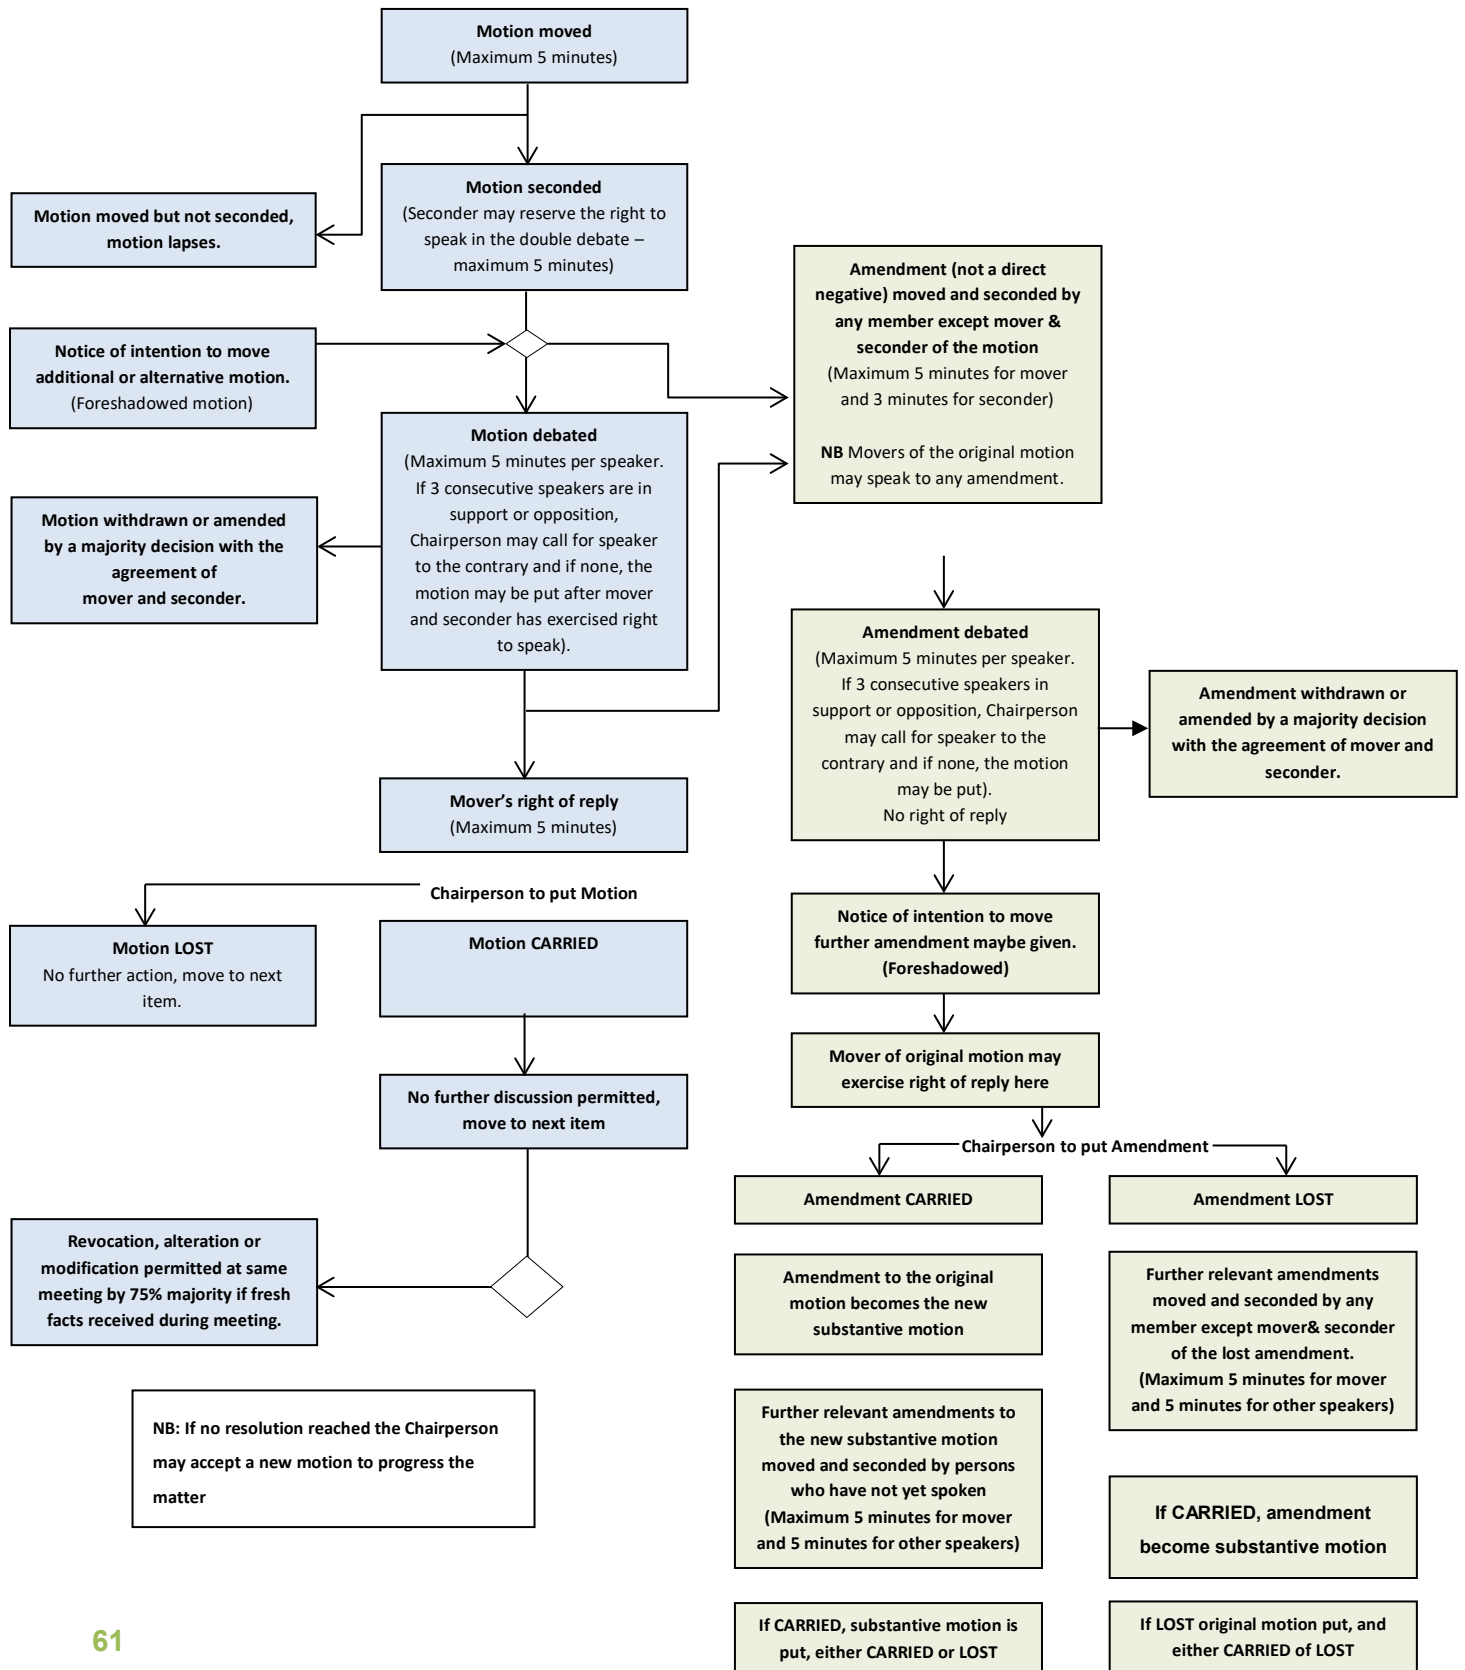 Motion moved
(Maximum 5 minutes)
Motion seconded
(Seconder may reserve the right to
speak in the double debate –
maximum 5 minutes)
Motion moved but not seconded,
motion lapses.
Notice of intention to move
additional or alternative motion.
(Foreshadowed motion)
Motion debated
(Maximum 5 minutes per speaker.
If 3 consecutive speakers are in
support or opposition,
Chairperson may call for speaker
to the contrary and if none, the
motion may be put after mover
and seconder has exercised right
to speak).
Motion withdrawn or amended
by a majority decision with the
agreement of
mover and seconder.
Mover’s right of reply
(Maximum 5 minutes)
Chairperson to put Motion
Motion LOST
No further action, move to next
item.
Motion CARRIED
No further discussion permitted,
move to next item
Revocation, alteration or
modification permitted at same
meeting by 75% majority if fresh
facts received during meeting.
NB: If no resolution reached the Chairperson
may accept a new motion to progress the
matter
Amendment (not a direct
negative) moved and seconded by
any member except mover &
seconder of the motion
(Maximum 5 minutes for mover
and 3 minutes for seconder)
NB Movers of the original motion
may speak to any amendment.
Amendment debated
(Maximum 5 minutes per speaker.
If 3 consecutive speakers in
support or opposition, Chairperson
may call for speaker to the
contrary and if none, the motion
may be put).
No right of reply
Amendment withdrawn or
amended by a majority decision
with the agreement of mover and
seconder.
Notice of intention to move
further amendment maybe given.
(Foreshadowed)
Mover of original motion may
exercise right of reply here
Chairperson to put Amendment
Amendment CARRIED
Amendment to the original
motion becomes the new
substantive motion
Further relevant amendments to
the new substantive motion
moved and seconded by persons
who have not yet spoken
(Maximum 5 minutes for mover
and 5 minutes for other speakers)
If CARRIED, substantive motion is
put, either CARRIED or LOST
Amendment LOST
Further relevant amendments
moved and seconded by any
member except mover& seconder
of the lost amendment.
(Maximum 5 minutes for mover
and 5 minutes for other speakers)
If CARRIED, amendment
become substantive motion
If LOST original motion put, and
either CARRIED of LOST
61